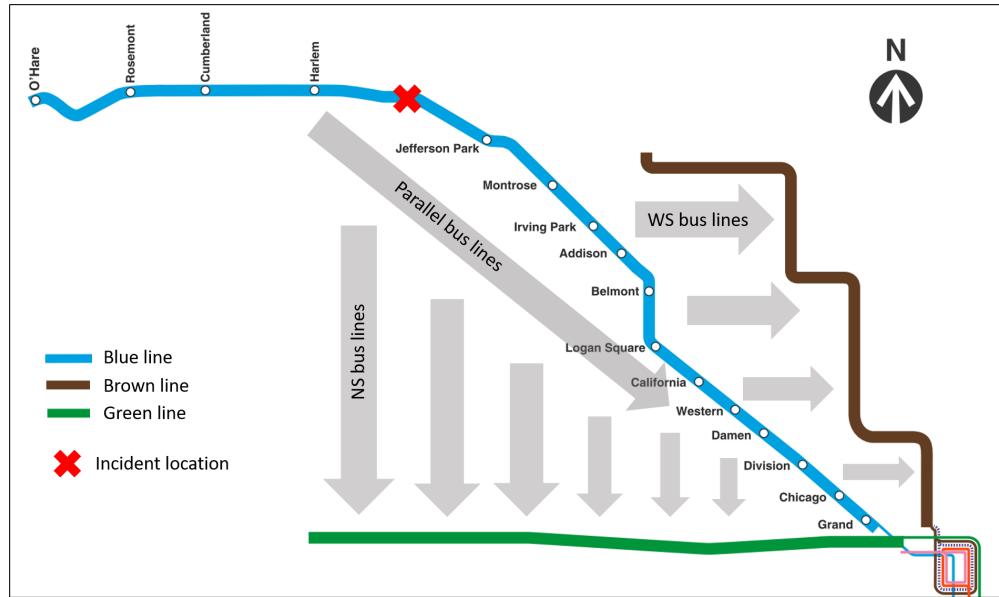 O'Hare
Rosemont
Cumberland
Harlem
N
Jefferson Park
Montrose
Irving Park
Addison
Belmont
Logan Square
California
Western
Damen
Division
Chicago
Grand
Parallel bus lines
WS bus lines
NS bus lines
Blue line
Brown line
Green line
Incident location